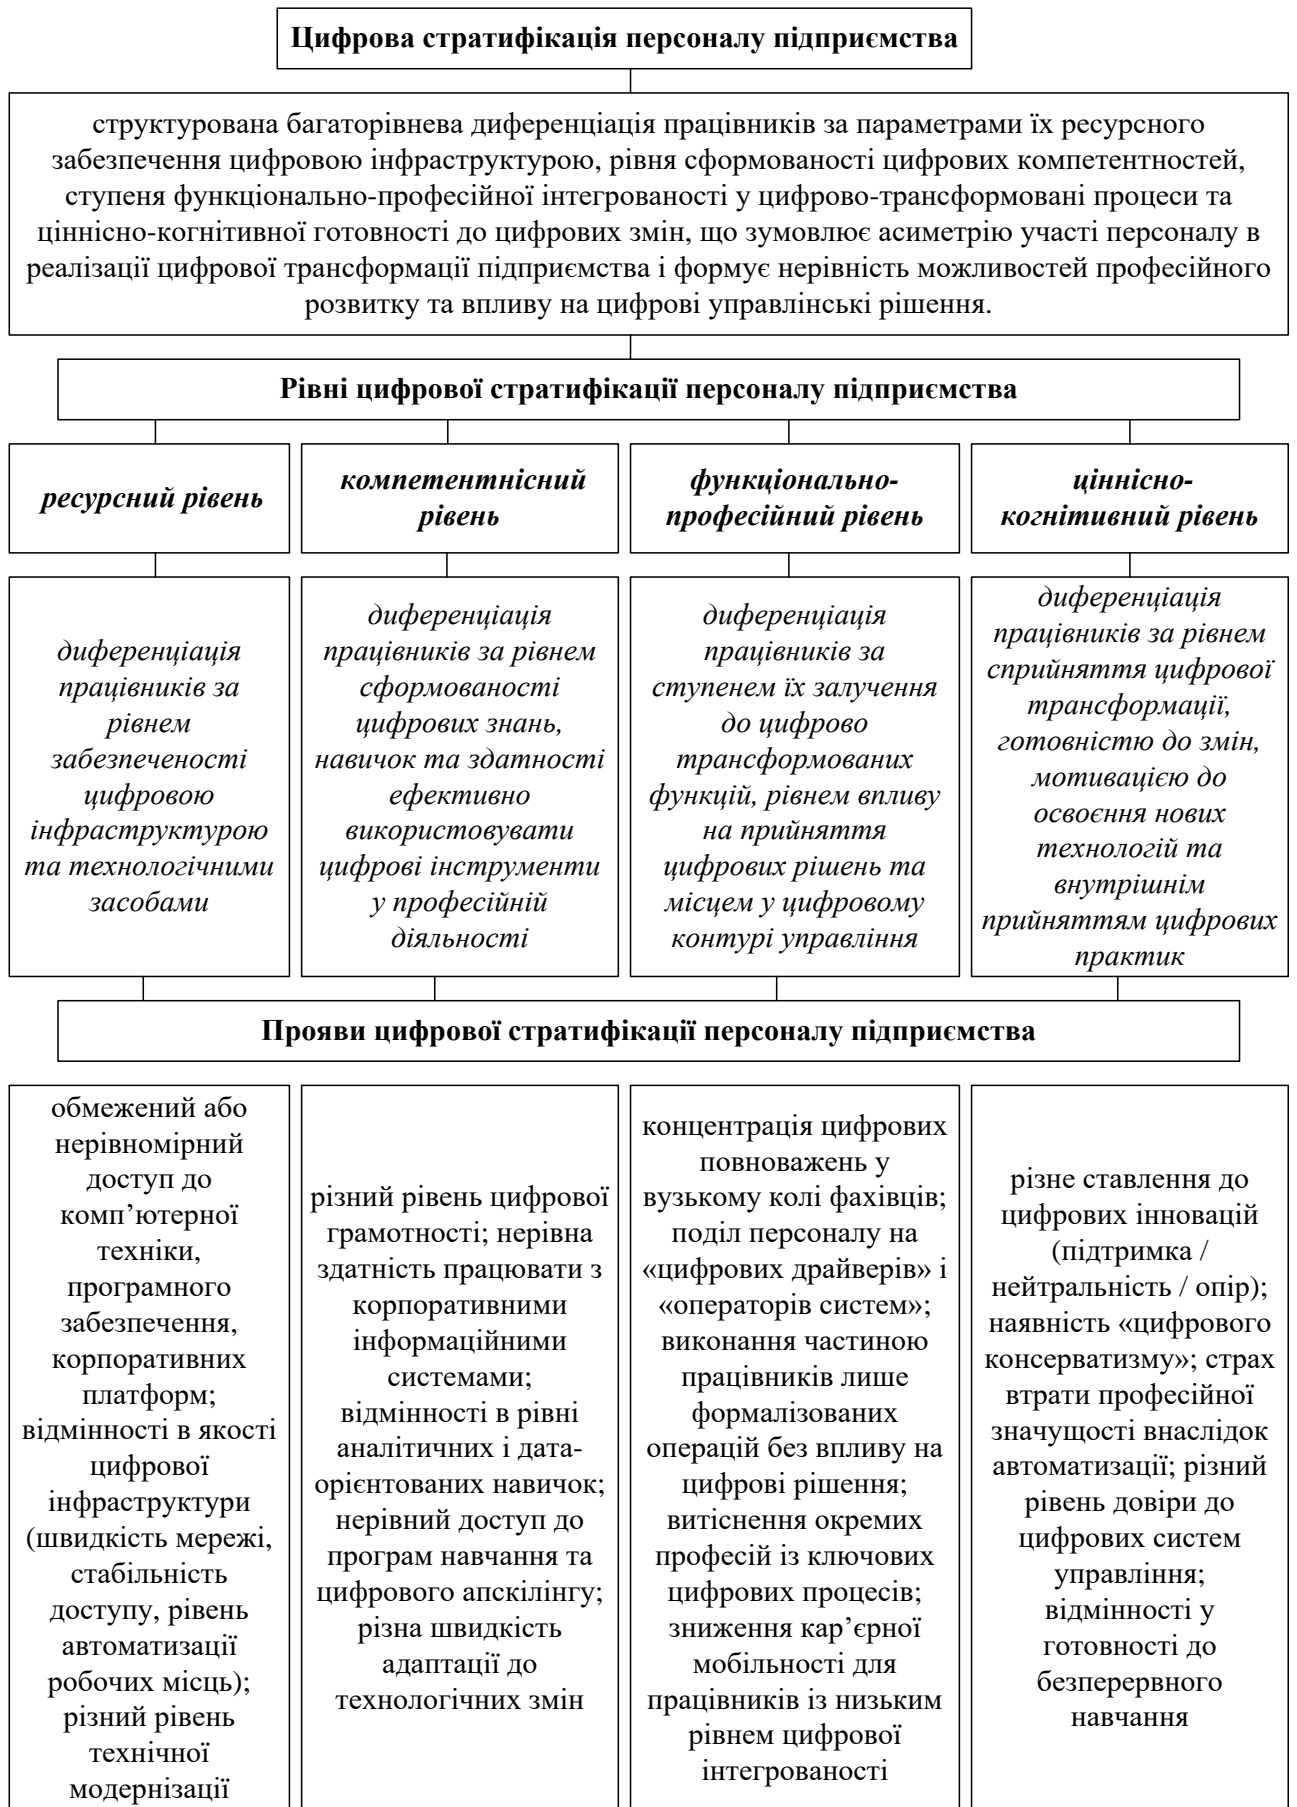 Цифрова стратифікація персоналу підприємства
структурована багаторівнева диференціація працівників за параметрами їх ресурсного
забезпечення цифровою інфраструктурою, рівня сформованості цифрових компетентностей,
ступеня функціонально-професійної інтегрованості у цифрово-трансформовані процеси та
ціннісно-когнітивної готовності до цифрових змін, що зумовлює асиметрію участі персоналу в
реалізації цифрової трансформації підприємства і формує нерівність можливостей професійного
розвитку та впливу на цифрові управлінські рішення.
Рівні цифрової стратифікації персоналу підприємства
ресурсний рівень
компетентнісний
рівень
функціонально-
професійний рівень
ціннісно-
когнітивний рівень
диференціація
працівників за
рівнем
забезпеченості
цифровою
інфраструктурою
та технологічними
засобами
диференціація
працівників за рівнем
сформованості
цифрових знань,
навичок та здатності
ефективно
використовувати
цифрові інструменти
у професійній
діяльності
диференціація
працівників за
ступенем їх залучення
до цифрово
трансформованих
функцій, рівнем впливу
на прийняття
цифрових рішень та
місцем у цифровому
контурі управління
диференціація
працівників за рівнем
сприйняття цифрової
трансформації,
готовністю до змін,
мотивацією до
освоєння нових
технологій та
внутрішнім
прийняттям цифрових
практик
Прояви цифрової стратифікації персоналу підприємства
обмежений або
нерівномірний
доступ до
комп’ютерної
техніки,
програмного
забезпечення,
корпоративних
платформ;
відмінності в якості
цифрової
інфраструктури
(швидкість мережі,
стабільність
доступу, рівень
автоматизації
робочих місць);
різний рівень
технічної
модернізації
різний рівень цифрової
грамотності; нерівна
здатність працювати з
корпоративними
інформаційними
системами;
відмінності в рівні
аналітичних і дата-
орієнтованих навичок;
нерівний доступ до
програм навчання та
цифрового апскілінгу;
різна швидкість
адаптації до
технологічних змін
концентрація цифрових
повноважень у
вузькому колі фахівців;
поділ персоналу на
«цифрових драйверів» і
«операторів систем»;
виконання частиною
працівників лише
формалізованих
операцій без впливу на
цифрові рішення;
витіснення окремих
професій із ключових
цифрових процесів;
зниження кар’єрної
мобільності для
працівників із низьким
рівнем цифрової
інтегрованості
різне ставлення до
цифрових інновацій
(підтримка /
нейтральність / опір);
наявність «цифрового
консерватизму»; страх
втрати професійної
значущості внаслідок
автоматизації; різний
рівень довіри до
цифрових систем
управління;
відмінності у
готовності до
безперервного
навчання